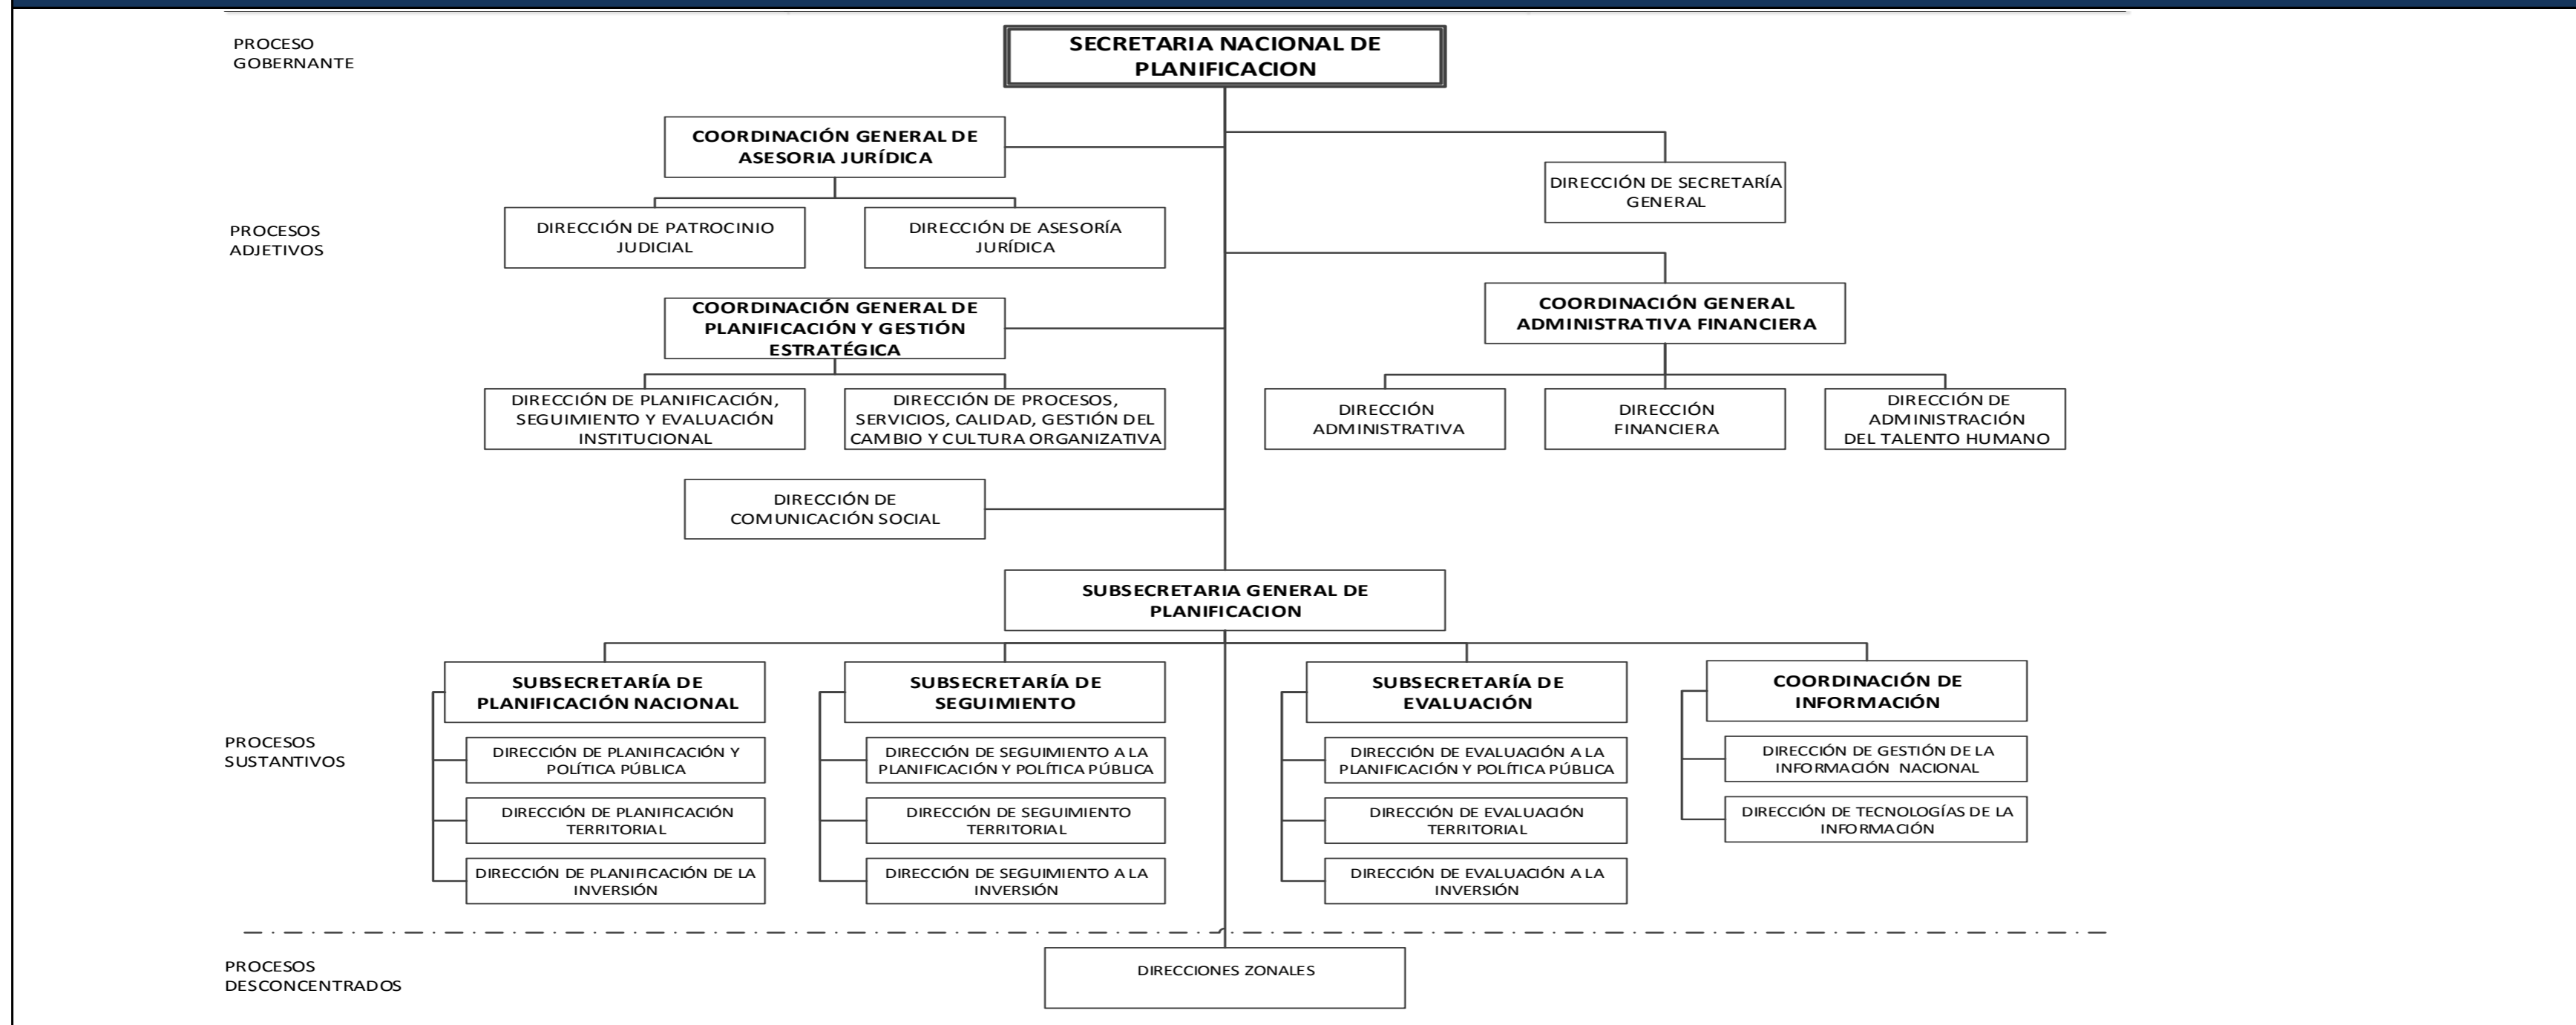 PROCESO
GOBERNANTE
SECRETARIA NACIONAL DE
PLANIFICACION
COORDINACIÓN GENERAL DE
ASESORIA JURÍDICA
DIRECCIÓN DE SECRETARÍA
GENERAL
PROCESOS
ADJETIVOS
DIRECCIÓN DE PATROCINIO
JUDICIAL
DIRECCIÓN DE ASESORÍA
JURÍDICA
COORDINACIÓN GENERAL DE
PLANIFICACIÓN Y GESTIÓN
ESTRATÉGICA
COORDINACIÓN GENERAL
ADMINISTRATIVA FINANCIERA
DIRECCIÓN DE PLANIFICACIÓN,
SEGUIMIENTO Y EVALUACIÓN
INSTITUCIONAL
DIRECCIÓN DE PROCESOS,
SERVICIOS, CALIDAD, GESTIÓN DEL
CAMBIO Y CULTURA ORGANIZATIVA
DIRECCIÓN
ADMINISTRATIVA
DIRECCIÓN
FINANCIERA
DIRECCIÓN DE
ADMINISTRACIÓN
DEL TALENTO HUMANO
DIRECCIÓN DE
COMUNICACIÓN SOCIAL
SUBSECRETARIA GENERAL DE
PLANIFICACION
PROCESOS
SUSTANTIVOS
SUBSECRETARÍA DE
PLANIFICACIÓN NACIONAL
DIRECCIÓN DE PLANIFICACIÓN Y
POLÍTICA PÚBLICA
DIRECCIÓN DE PLANIFICACIÓN
TERRITORIAL
DIRECCIÓN DE PLANIFICACIÓN DE LA
INVERSIÓN
SUBSECRETARÍA DE
SEGUIMIENTO
DIRECCIÓN DE SEGUIMIENTO A LA
PLANIFICACIÓN Y POLÍTICA PÚBLICA
DIRECCIÓN DE SEGUIMIENTO
TERRITORIAL
DIRECCIÓN DE SEGUIMIENTO A LA
INVERSIÓN
SUBSECRETARÍA DE
EVALUACIÓN
DIRECCIÓN DE EVALUACIÓN A LA
PLANIFICACIÓN Y POLÍTICA PÚBLICA
DIRECCIÓN DE EVALUACIÓN
TERRITORIAL
DIRECCIÓN DE EVALUACIÓN A LA
INVERSIÓN
COORDINACIÓN DE
INFORMACIÓN
DIRECCIÓN DE GESTIÓN DE LA
INFORMACIÓN NACIONAL
DIRECCIÓN DE TECNOLOGÍAS DE LA
INFORMACIÓN
PROCESOS
DESCONCENTRADOS
DIRECCIONES ZONALES